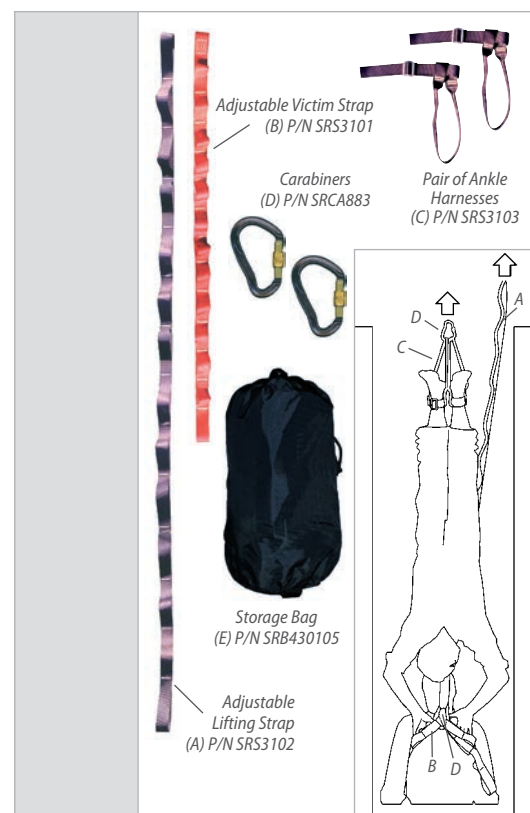 Adjustable Victim Strap
(B) P/N SRS3101
Carabiners
(D) P/N SRCA883
Pair of Ankle
Harnesses
(C) P/N SRS3103
Storage Bag
(E) P/N SRB430105
Adjustable
Lifting Strap
(A) P/N SRS3102
A
D
C
B
D